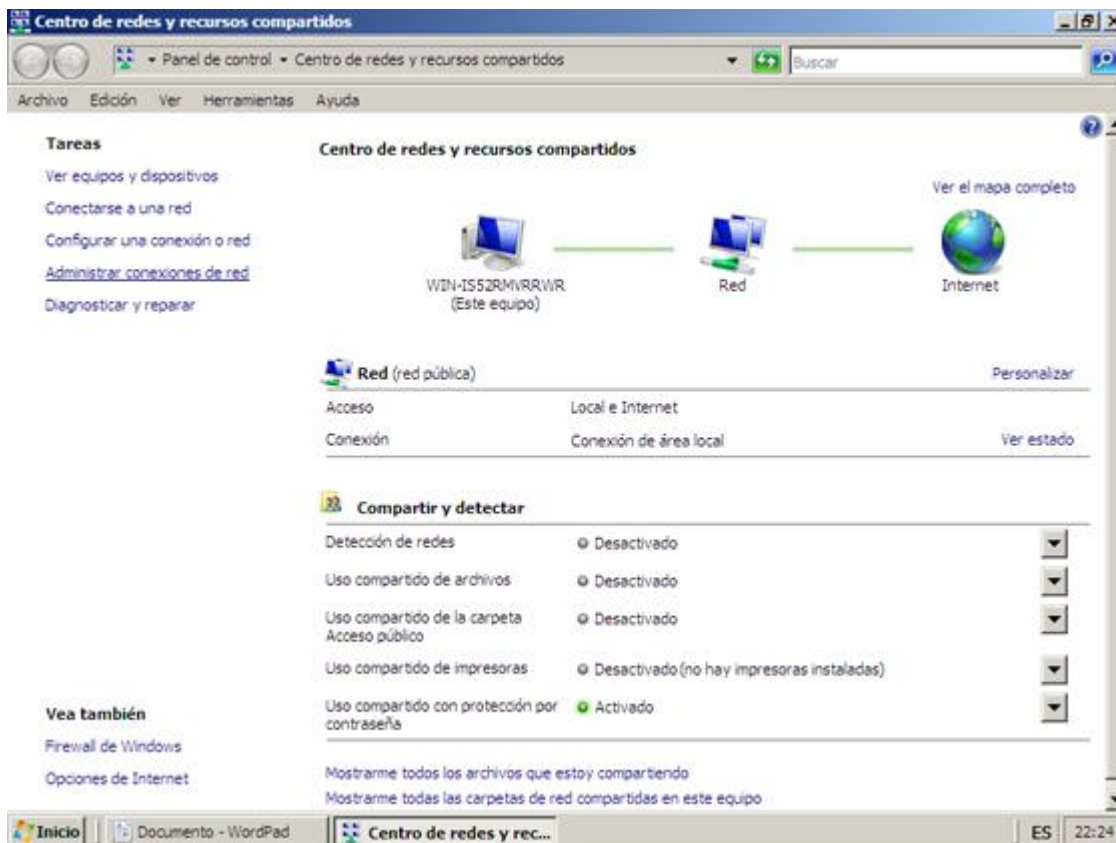 Centro de redes y recursos compartidos
Panel de control
Centro de redes y recursos compartidos
Buscar
Archivo Edición Ver Herramientas Ayuda
Tareas
Ver equipos y dispositivos
Conectarse a una red
Configurar una conexión o red
Administrar conexiones de red
Diagnosticar y reparar
Centro de redes y recursos compartidos
Ver el mapa completo
WIN-IS52RMVRRWR
(Este equipo)
Red
Internet
Red (red pública)
Personalizar
Acceso
Local e Internet
Conexión
Conexión de área local
Ver estado
Compartir y detectar
Detección de redes
Desactivado
Uso compartido de archivos
Desactivado
Uso compartido de la carpeta
Acceso público
Desactivado
Uso compartido de impresoras
Desactivado (no hay impresoras instaladas)
Uso compartido con protección por
contraseña
Activado
Mostrarme todos los archivos que estoy compartiendo
Mostrarme todas las carpetas de red compartidas en este equipo
Vea también
Firewall de Windows
Opciones de Internet
Inicio
Documento - WordPad
Centro de redes y rec...
ES
22:24